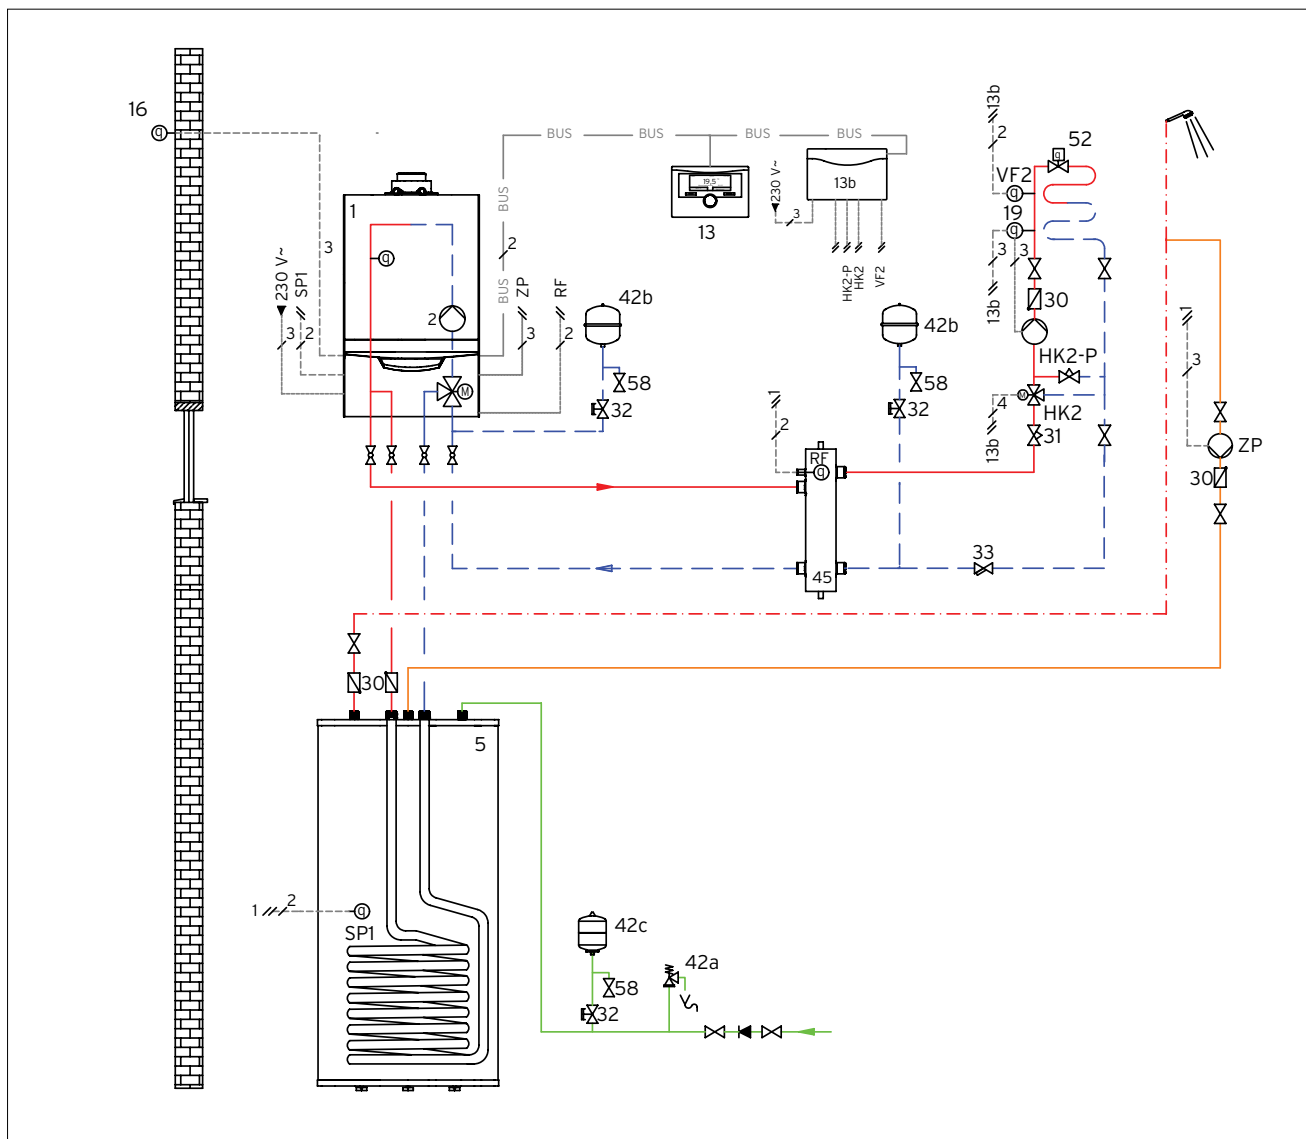 16
3
1
2
230 V~
3
SP1
2
BUS
BUS
2
ZP
3
RF
2
M
q
q
BUS
BUS
BUS
BUS
19,5°
13
13b
230 V~
3
HK2-P
HK2
VF2
13b
2
VF2
q
52
q
19
q
3
3
13b
30
HK2-P
M
HK2
4
13b
31
42b
58
32
42b
58
32
1
2
RF
q
45
33
1
3
ZP
30
30
5
1
2
q
SP1
42c
58
32
42a